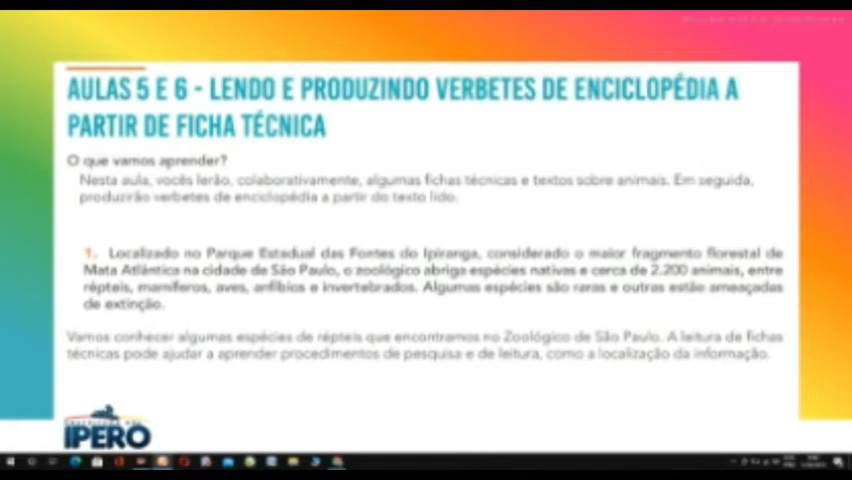 AULAS 5 E 6 - LENDO E PRODUZINDO VERBETES DE ENCICLOPÉDIA A
PARTIR DE FICHA TÉCNICA
O que vamos aprender?
Nesta aula, vocês lerão, colaborativamente, algumas fichas técnicas e textos sobre animais. Em seguida,
produzirão verbetes de enciclopédia a partir do texto lido.
1. Localizado no Parque Estadual das Fontes do Ipiranga, considerado o maior fragmento florestal de
Mata Atlântica na cidade de São Paulo, o zoológico abriga espécies nativas e cerca de 2.200 animais, entre
répteis, mamíferos, aves, anfíbios e invertebrados. Algumas espécies são raras e outras estão ameaçadas
de extinção.
Vamos conhecer algumas espécies de répteis que encontramos no Zoológico de São Paulo. A leitura de fichas
técnicas pode ajudar a aprender procedimentos de pesquisa e de leitura, como a localização da informação.
IPERÓ